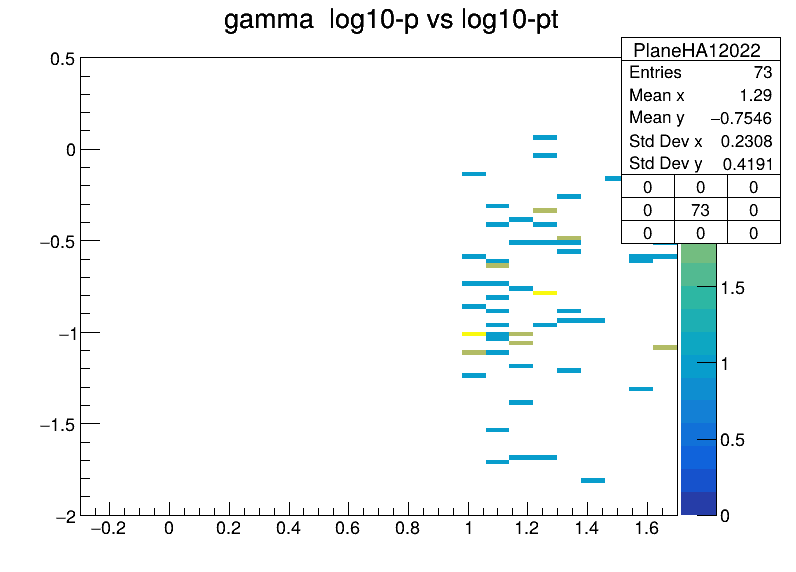 gamma  log10-p vs log10-pt
PlaneHA12022
Entries 73
Mean x 1.29
Mean y −0.7546
Std Dev x 0.2308
Std Dev y 0.4191
0 0 0
0 73 0
0 0 0
0.5
0
−0.5
−1
−1.5
−2
−0.2 0 0.2 0.4 0.6 0.8 1 1.2 1.4 1.6
1.5
1
0.5
0